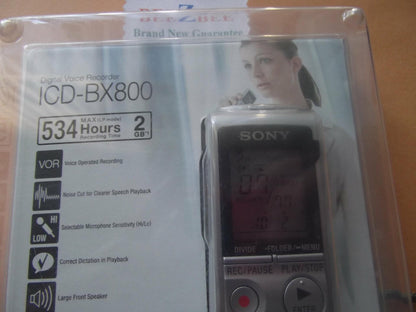 BEEZBEE
Brand New Guarantee
Digital Voice Recorder
ICD-BX800
534 Hours
MAX (LP mode)
Recording Time
2 GB
VOR Voice Operated Recording
Noise Cut for Clearer Speech Playback
HI LOW Selectable Microphone Sensitivity (Hi/Lo)
Correct Dictation in Playback
Large Front Speaker
SONY
DIVIDE •FOLDER/–MENU
REC/PAUSE PLAY/STOP
ENTER